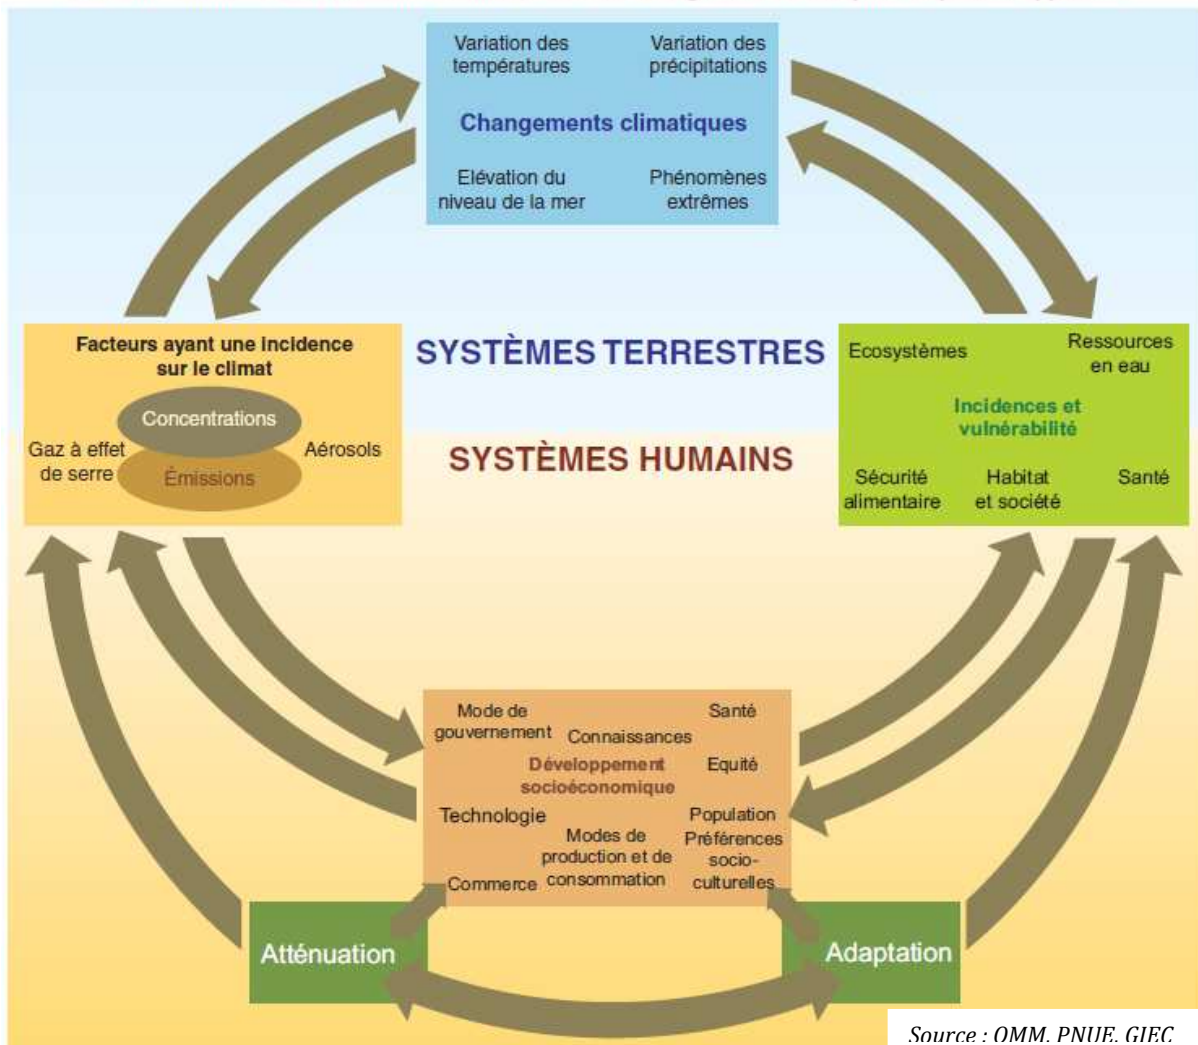 Variation des
températures
Variation des
précipitations
Changements climatiques
Elévation du
niveau de la mer
Phénomènes
extrêmes
Facteurs ayant une incidence
sur le climat
Concentrations
Gaz à effet
de serre
Aérosols
Émissions
SYSTÈMES TERRESTRES
SYSTÈMES HUMAINS
Ecosystèmes
Ressources
en eau
Incidences et
vulnérabilité
Sécurité
alimentaire
Habitat
et société
Santé
Mode de
gouvernement
Connaissances
Santé
Développement
socioéconomique
Equité
Technologie
Modes de
production et de
consommation
Population
Préférences
socio-
culturelles
Commerce
Atténuation
Adaptation
Source : OMM, PNUE, GIEC